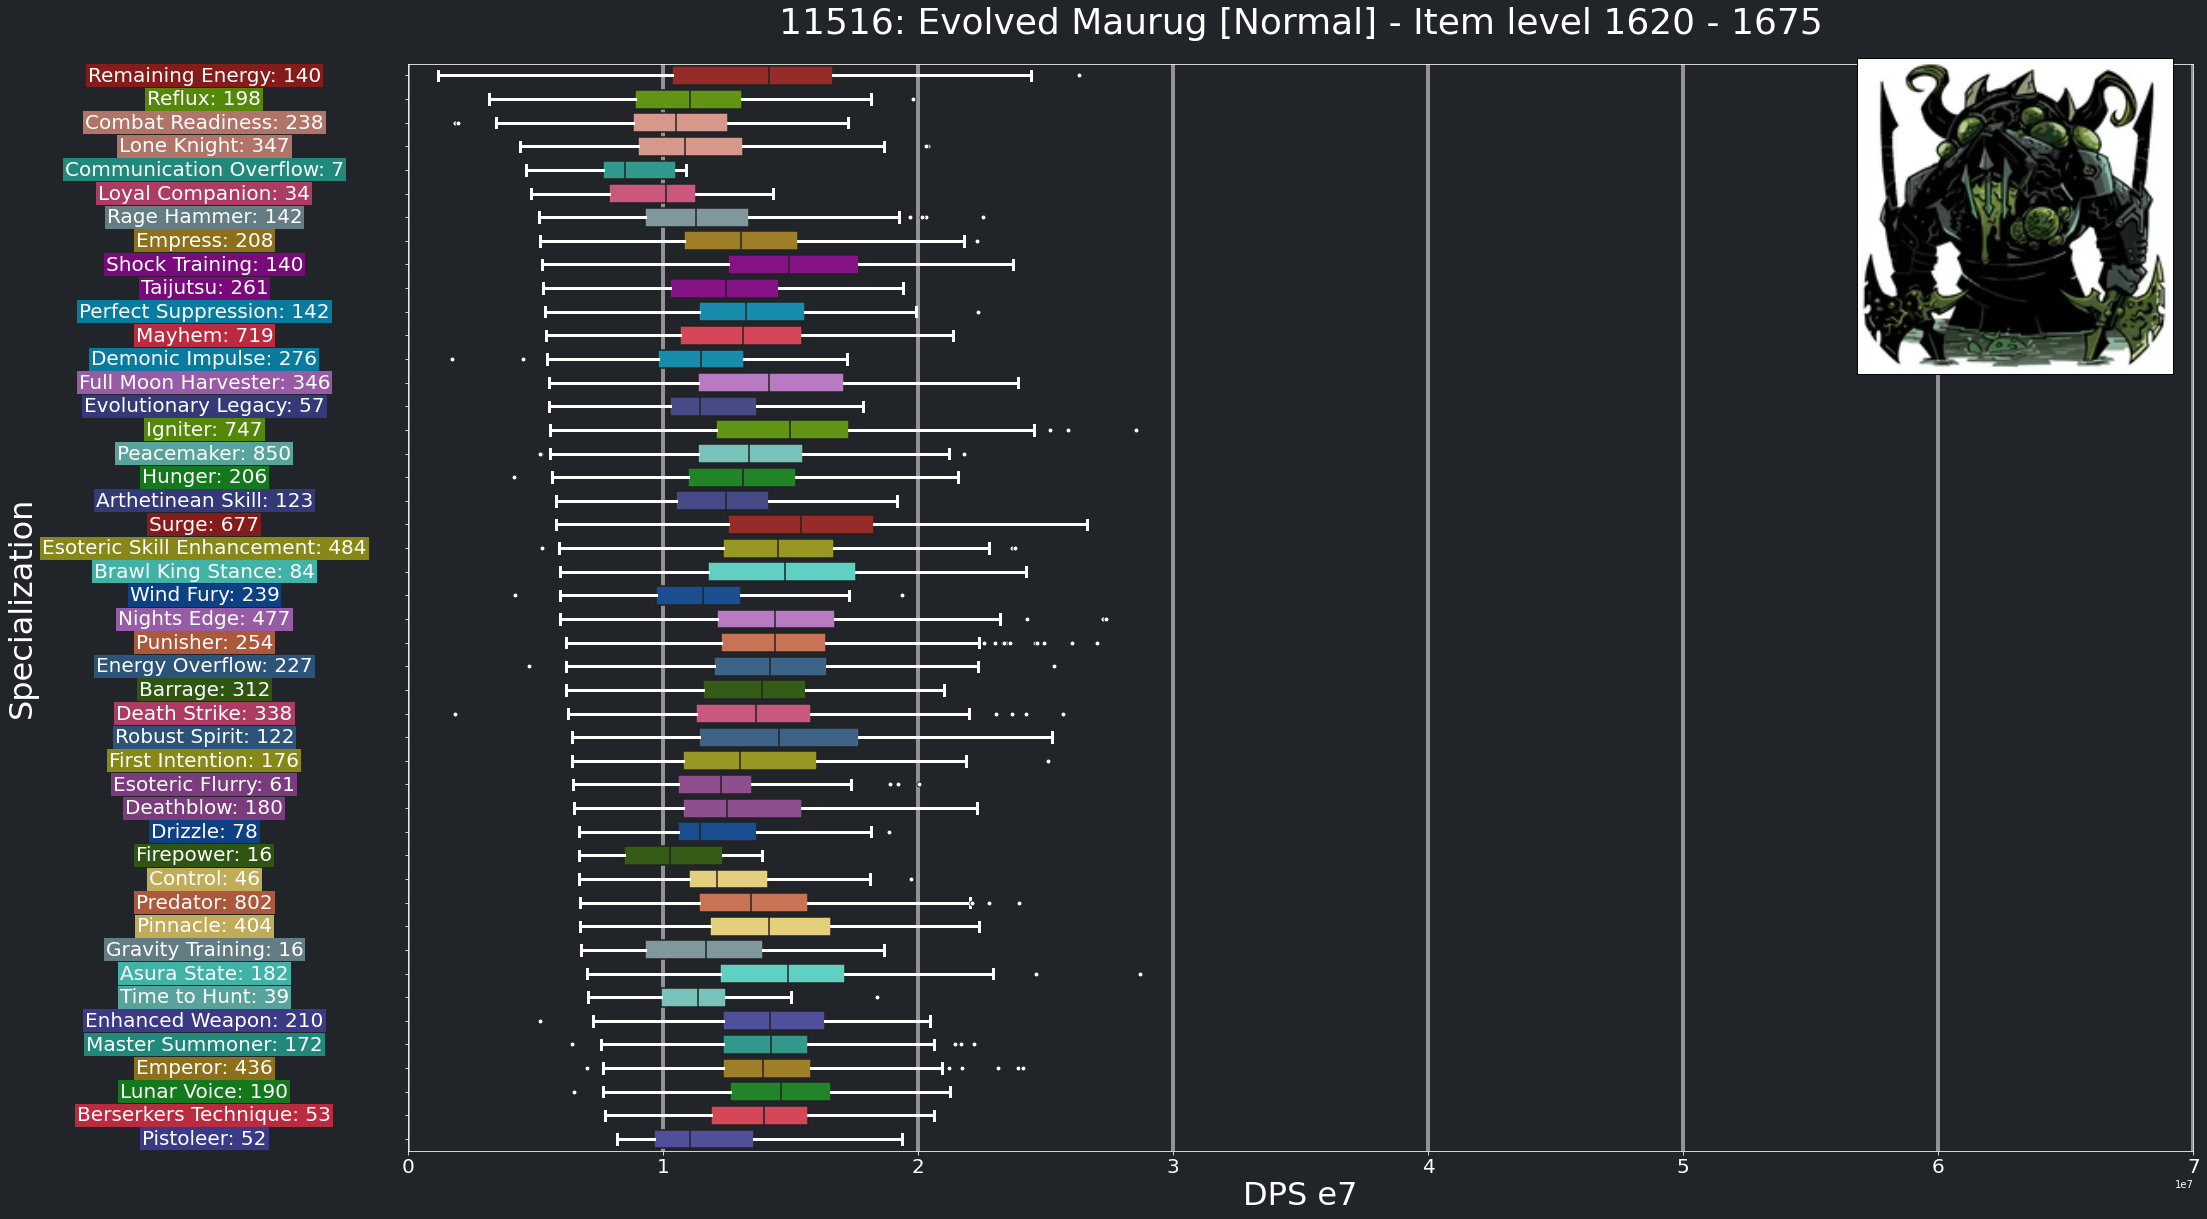 11516: Evolved Maurug [Normal] - Item level 1620 - 1675
Specialization
Remaining Energy: 140
Reflux: 198
Combat Readiness: 238
Lone Knight: 347
Communication Overflow: 7
Loyal Companion: 34
Rage Hammer: 142
Empress: 208
Shock Training: 140
Taijutsu: 261
Perfect Suppression: 142
Mayhem: 719
Demonic Impulse: 276
Full Moon Harvester: 346
Evolutionary Legacy: 57
Igniter: 747
Peacemaker: 850
Hunger: 206
Arthetinean Skill: 123
Surge: 677
Esoteric Skill Enhancement: 484
Brawl King Stance: 84
Wind Fury: 239
Nights Edge: 477
Punisher: 254
Energy Overflow: 227
Barrage: 312
Death Strike: 338
Robust Spirit: 122
First Intention: 176
Esoteric Flurry: 61
Deathblow: 180
Drizzle: 78
Firepower: 16
Control: 46
Predator: 802
Pinnacle: 404
Gravity Training: 16
Asura State: 182
Time to Hunt: 39
Enhanced Weapon: 210
Master Summoner: 172
Emperor: 436
Lunar Voice: 190
Berserkers Technique: 53
Pistoleer: 52
0 1 2 3 4 5 6 7
1e7
DPS e7